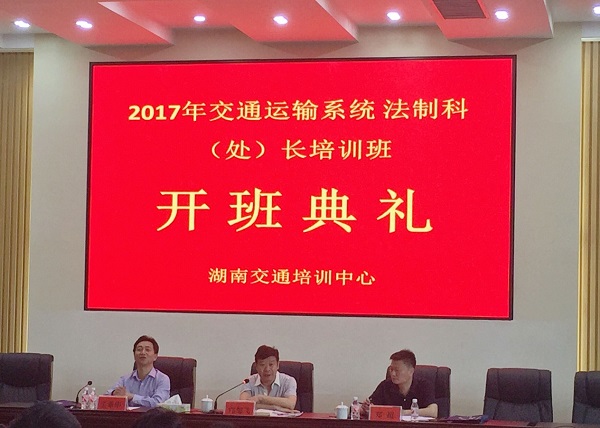 2017年交通运输系统 法制科
（处）长培训班
开班典礼
湖南交通培训中心